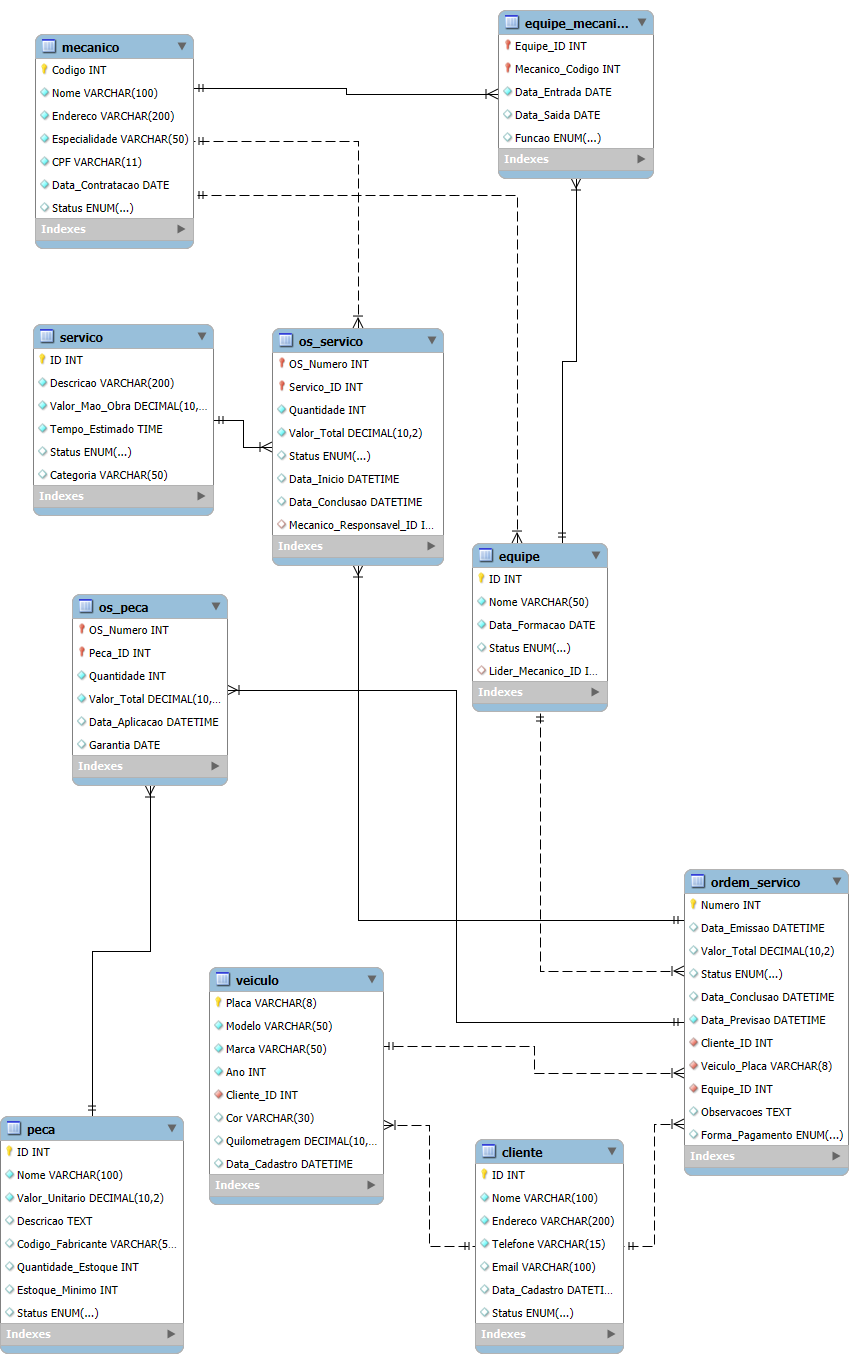 mecanico
Codigo INT
Nome VARCHAR(100)
Endereco VARCHAR(200)
Especialidade VARCHAR(50)
CPF VARCHAR(11)
Data_Contratacao DATE
Status ENUM(...)
Indexes
equipe_mecani...
Equipe_ID INT
Mecanico_Codigo INT
Data_Entrada DATE
Data_Saida DATE
Funcao ENUM(...)
Indexes
servico
ID INT
Descricao VARCHAR(200)
Valor_Mao_Obra DECIMAL(10,...
Tempo_Estimado TIME
Status ENUM(...)
Categoria VARCHAR(50)
Indexes
os_servico
OS_Numero INT
Servico_ID INT
Quantidade INT
Valor_Total DECIMAL(10,2)
Status ENUM(...)
Data_Inicio DATETIME
Data_Conclusao DATETIME
Mecanico_Responsavel_ID I...
Indexes
equipe
ID INT
Nome VARCHAR(50)
Data_Formacao DATE
Status ENUM(...)
Lider_Mecanico_ID I...
Indexes
os_peca
OS_Numero INT
Peca_ID INT
Quantidade INT
Valor_Total DECIMAL(10,...
Data_Aplicacao DATETIME
Garantia DATE
Indexes
ordem_servico
Numero INT
Data_Emissao DATETIME
Valor_Total DECIMAL(10,2)
Status ENUM(...)
Data_Conclusao DATETIME
Data_Previsao DATETIME
Cliente_ID INT
Veiculo_Placa VARCHAR(8)
Equipe_ID INT
Observacoes TEXT
Forma_Pagamento ENUM(...)
Indexes
veiculo
Placa VARCHAR(8)
Modelo VARCHAR(50)
Marca VARCHAR(50)
Ano INT
Cliente_ID INT
Cor VARCHAR(30)
Quilometragem DECIMAL(10,...
Data_Cadastro DATETIME
Indexes
peca
ID INT
Nome VARCHAR(100)
Valor_Unitario DECIMAL(10,2)
Descricao TEXT
Codigo_Fabricante VARCHAR(5...
Quantidade_Estoque INT
Estoque_Minimo INT
Status ENUM(...)
Indexes
cliente
ID INT
Nome VARCHAR(100)
Endereco VARCHAR(200)
Telefone VARCHAR(15)
Email VARCHAR(100)
Data_Cadastro DATETI...
Status ENUM(...)
Indexes